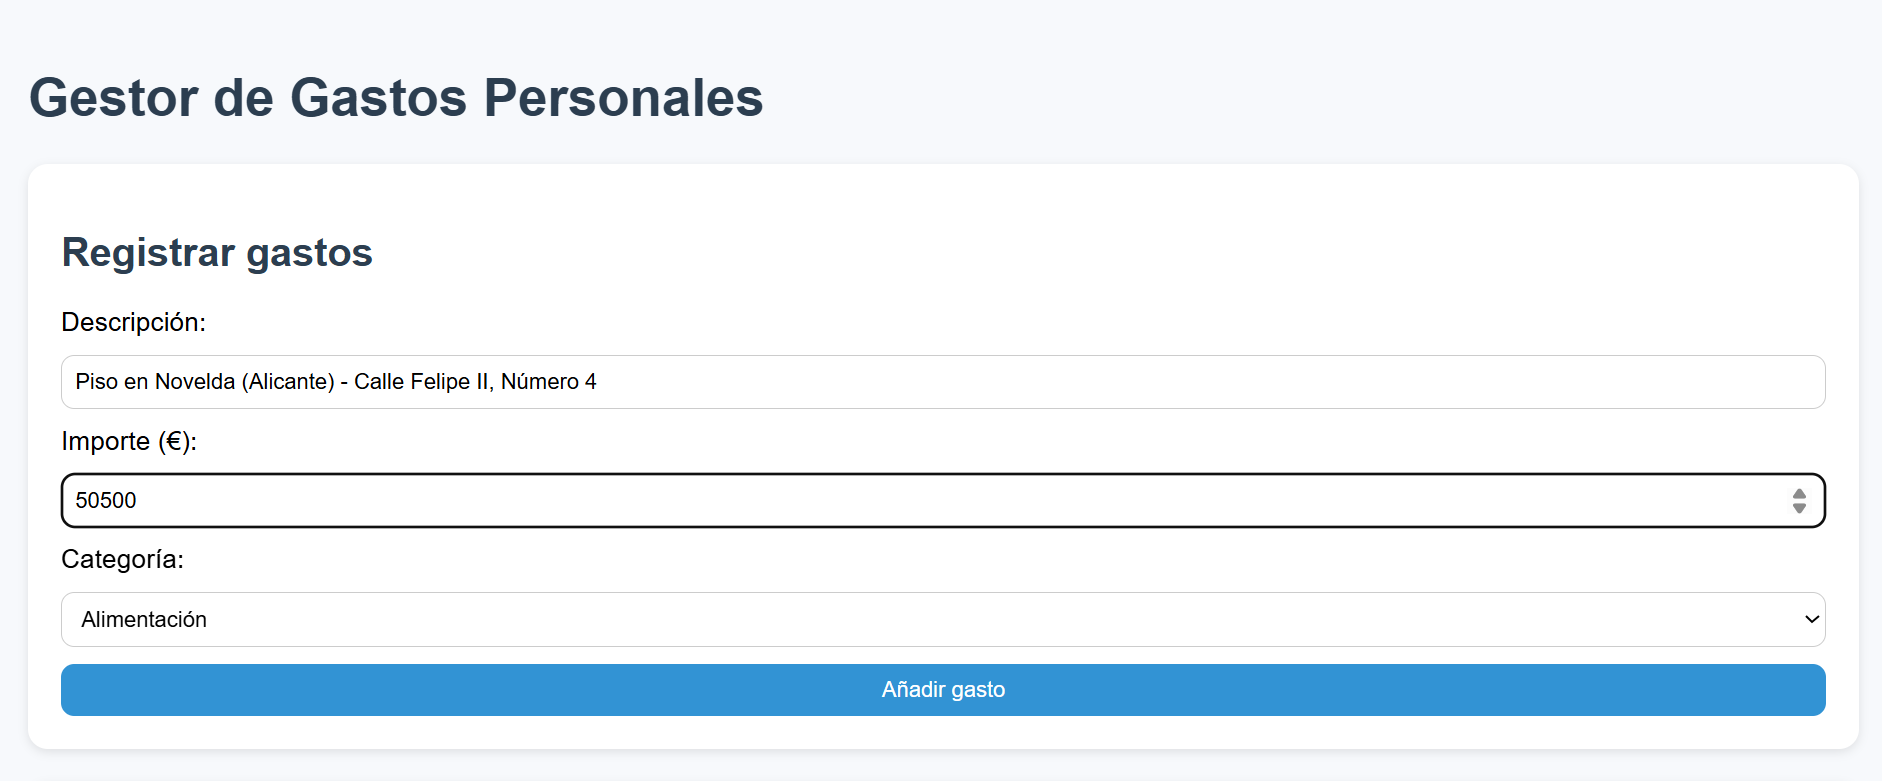 Gestor de Gastos Personales
Registrar gastos
Descripción:
Piso en Novelda (Alicante) - Calle Felipe II, Número 4
Importe (€):
50500
Categoría:
Alimentación
Añadir gasto